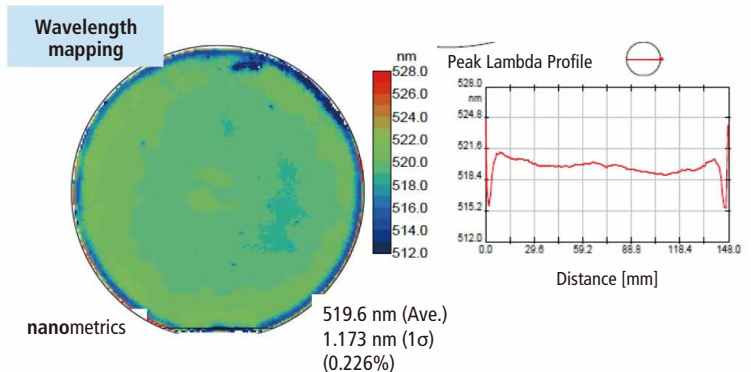 Wavelength
mapping
nm
528.0
526.0
524.0
522.0
520.0
518.0
516.0
514.0
512.0
Peak Lambda Profile
528.0
nm
524.8
521.6
518.4
515.2
512.0
0.0 29.6 59.2 88.8 118.4 148.0
Distance [mm]
nanometrics
519.6 nm (Ave.)
1.173 nm (1σ)
(0.226%)